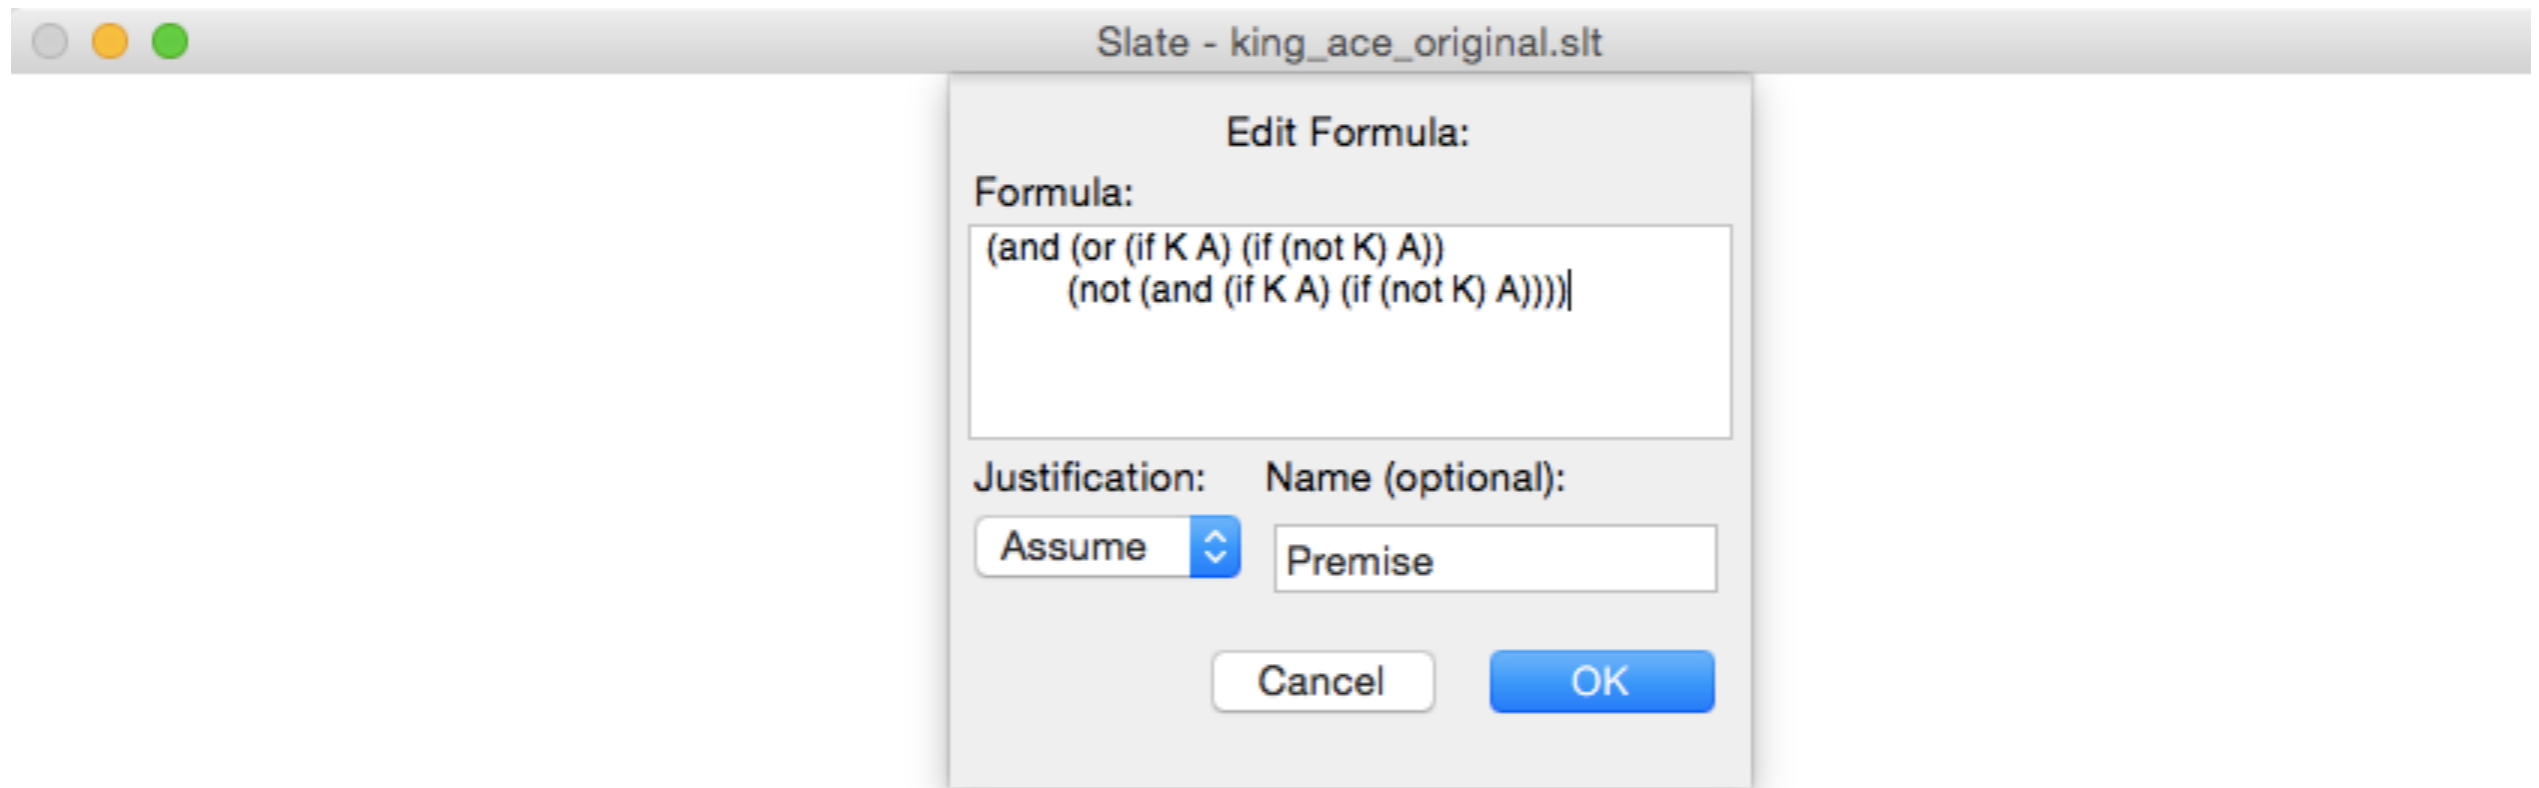 Slate - king_ace_original.slt
Edit Formula:
Formula:
(and (or (if K A) (if (not K) A))
(not (and (if K A) (if (not K) A))))
Justification: Name (optional):
Assume Premise
Cancel OK